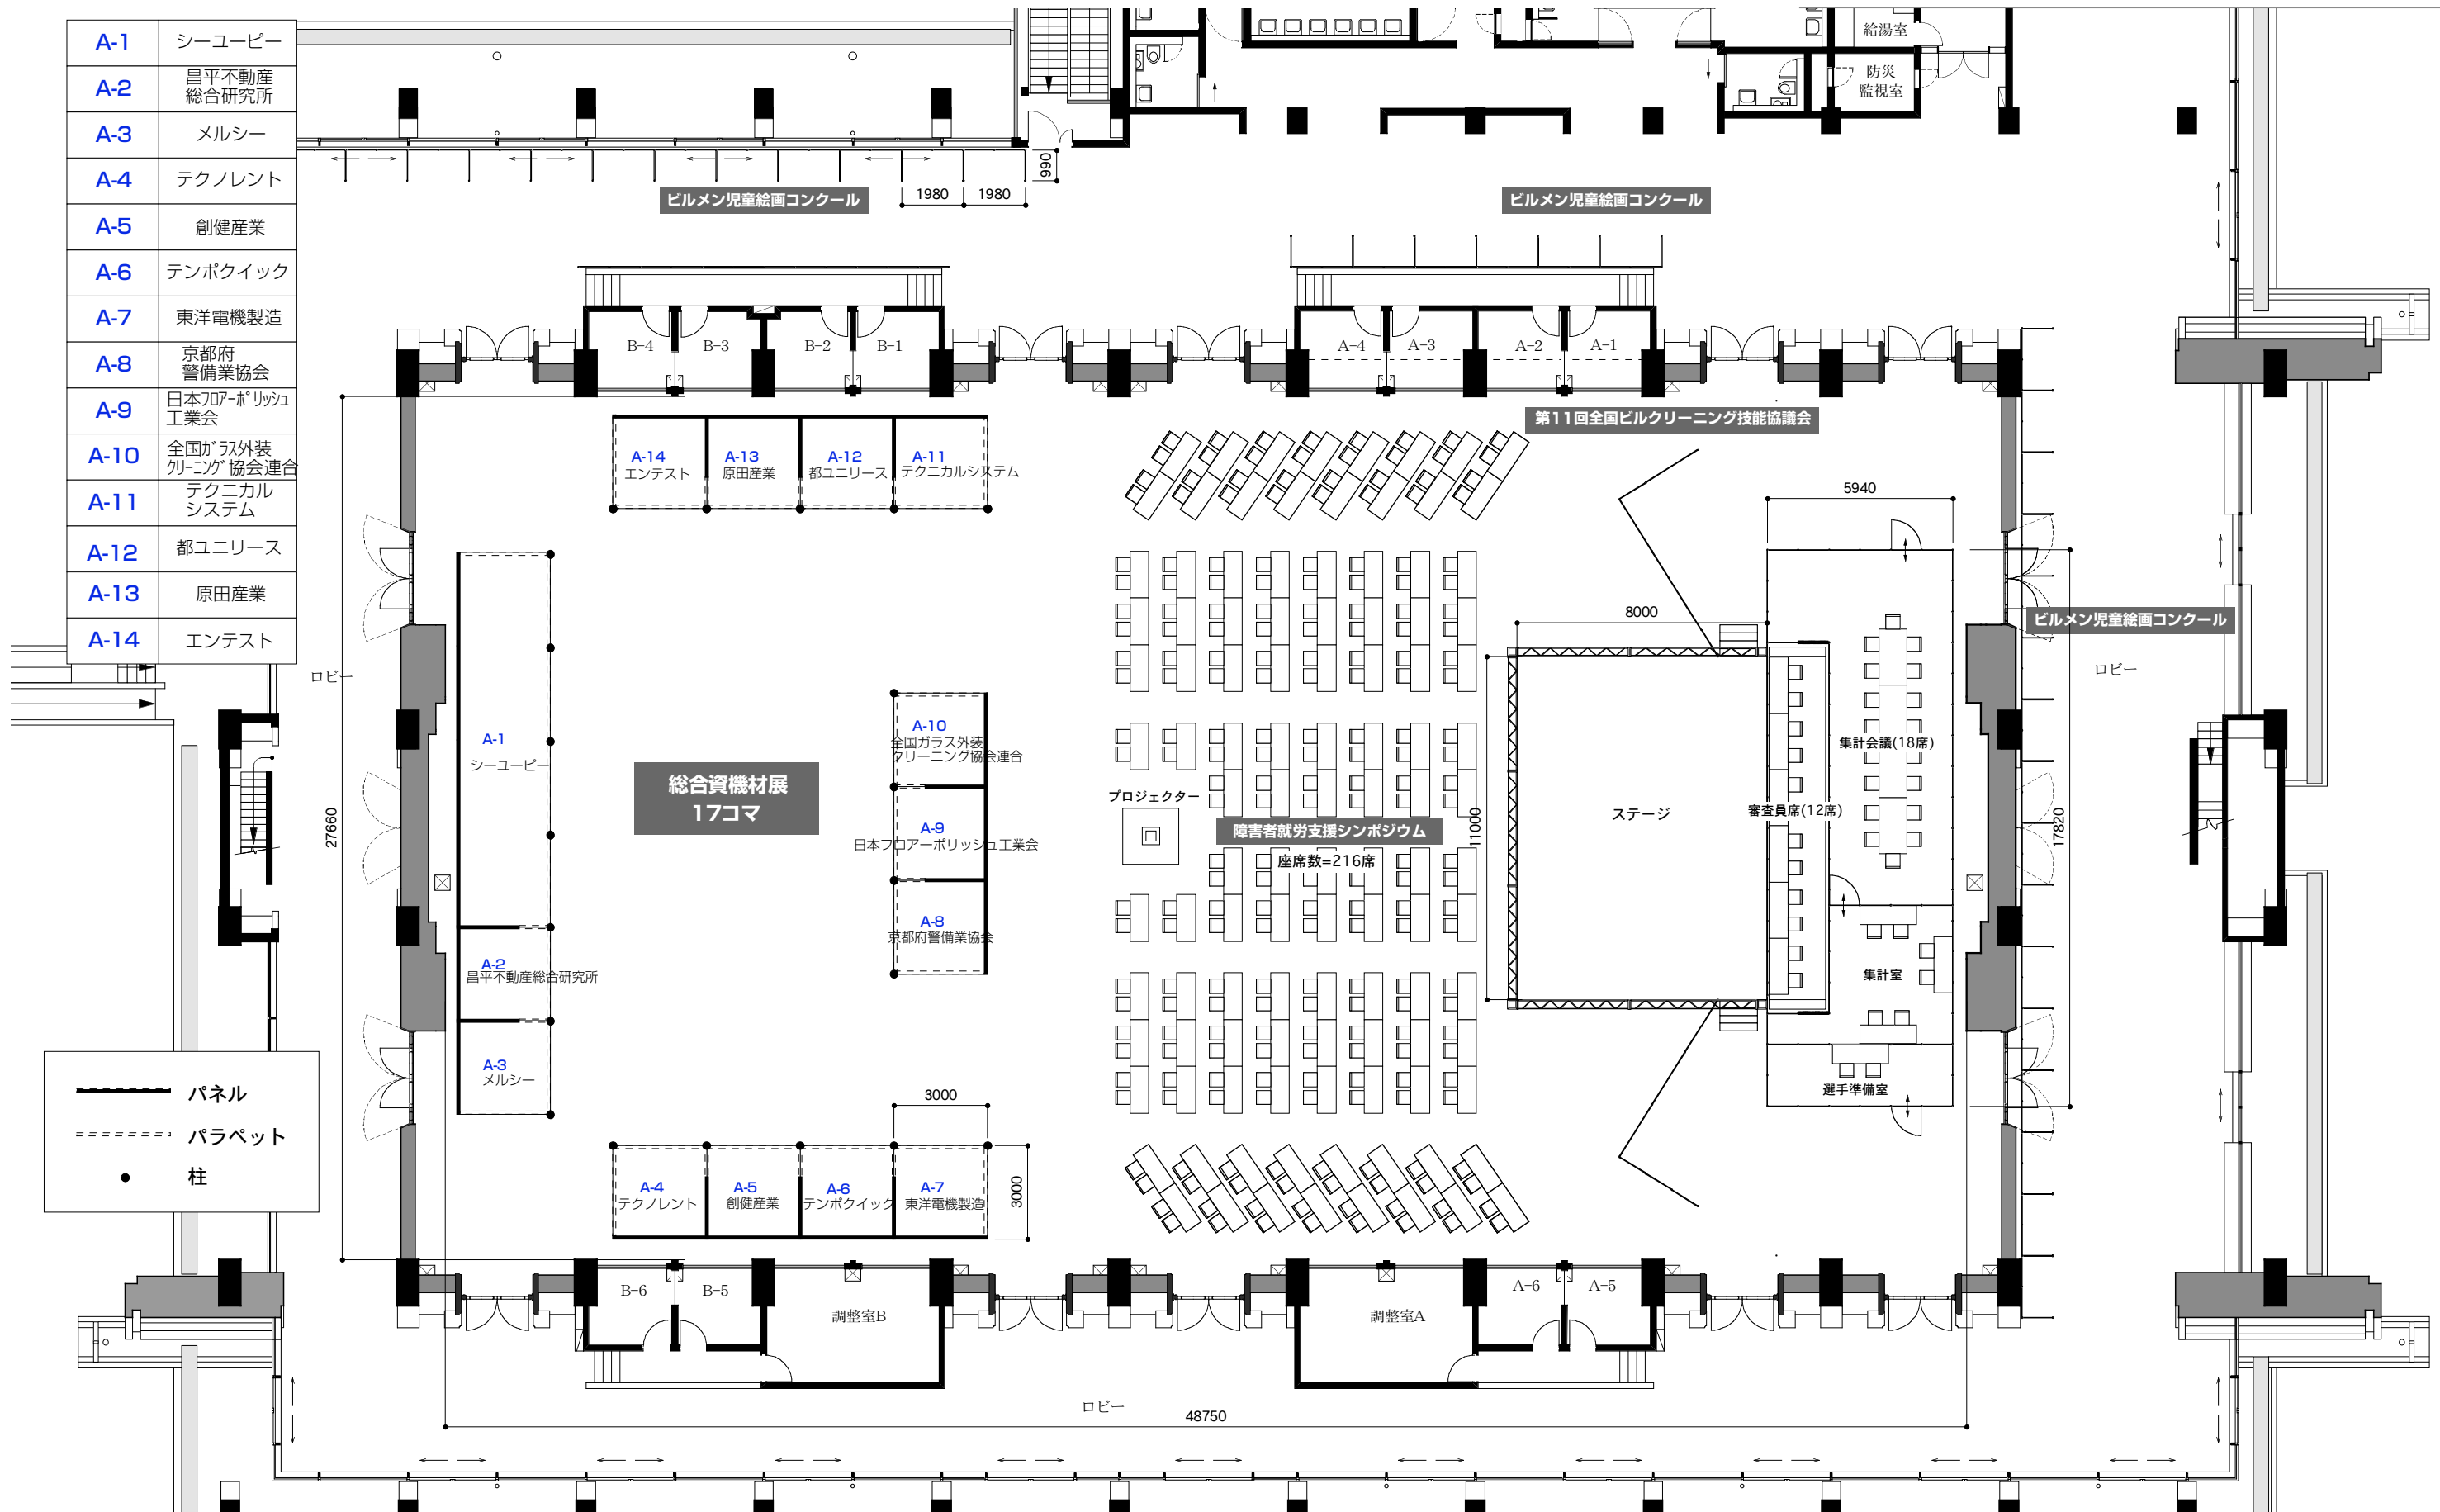 A-1 シーユーピー
A-2 昌平不動産
総合研究所
A-3 メルシー
A-4 テクノレント
A-5 創健産業
A-6 テンポクイック
A-7 東洋電機製造
A-8 京都府
警備業協会
A-9 日本ﾌﾛｱｰﾎﾟﾘｯｼｭ
工業会
A-10 全国ｶﾞﾗｽ外装
ｸﾘｰﾆﾝｸﾞ協会連合
A-11 テクニカル
システム
A-12 都ユニリース
A-13 原田産業
A-14 エンテスト
給湯室
防災
監視室
990
1980 1980
ビルメン児童絵画コンクール
ビルメン児童絵画コンクール
B-4 B-3 B-2 B-1
A-4 A-3 A-2 A-1
第11回全国ビルクリーニング技能協議会
A-14
エンテスト
A-13
原田産業
A-12
都ユニリース
A-11
テクニカルシステム
5940
8000
ビルメン児童絵画コンクール
ロビー
ロビー
A-1
シーユーピー
A-10
全国ガラス外装
クリーニング協会連合
総合資機材展
17コマ
集計会議(18席)
プロジェクター
ステージ
審査員席(12席)
27660
A-9
日本フロアーポリッシュ工業会
障害者就労支援シンポジウム
座席数=216席
11000
17820
A-8
京都府警備業協会
A-2
昌平不動産総合研究所
集計室
A-3
メルシー
選手準備室
パネル
パラペット
柱
3000
3000
A-4
テクノレント
A-5
創健産業
A-6
テンポクイック
A-7
東洋電機製造
B-6 B-5
調整室B
調整室A
A-6 A-5
ロビー
48750